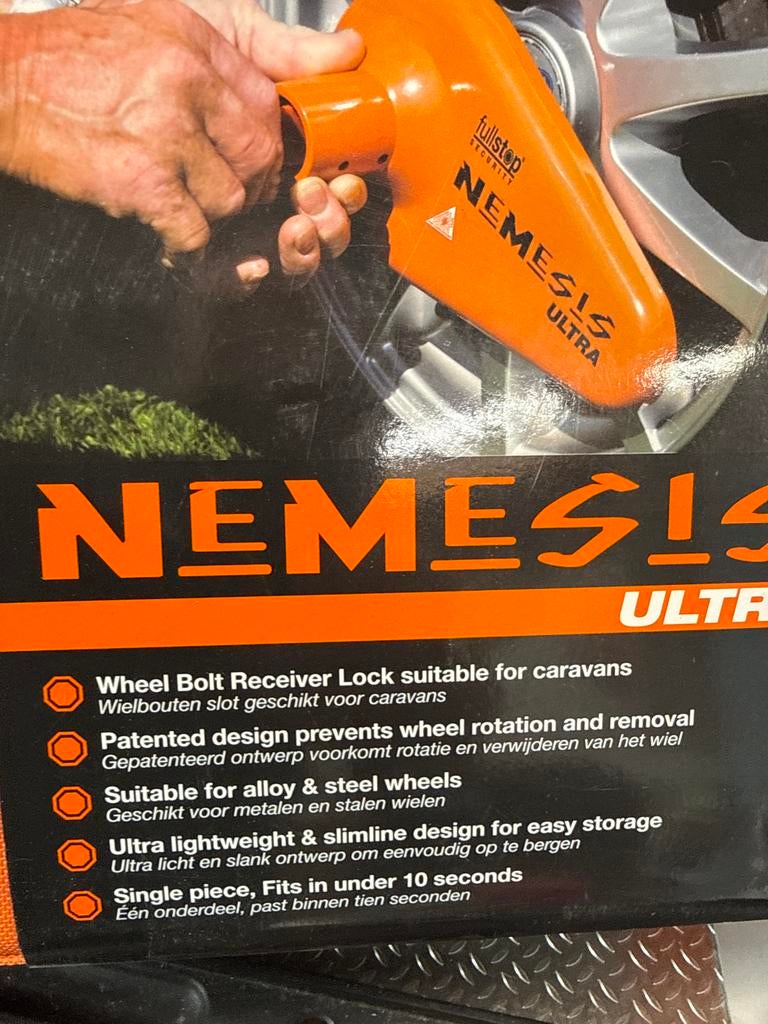 fullstop
SECURITY
NEMESIS
ULTRA
NEMESIS
ULTR
Wheel Bolt Receiver Lock suitable for caravans
Wielbouten slot geschikt voor caravans
Patented design prevents wheel rotation and removal
Gepatenteerd ontwerp voorkomt rotatie en verwijderen van het wiel
Suitable for alloy & steel wheels
Geschikt voor metalen en stalen wielen
Ultra lightweight & slimline design for easy storage
Ultra licht en slank ontwerp om eenvoudig op te bergen
Single piece, Fits in under 10 seconds
Één onderdeel, past binnen tien seconden